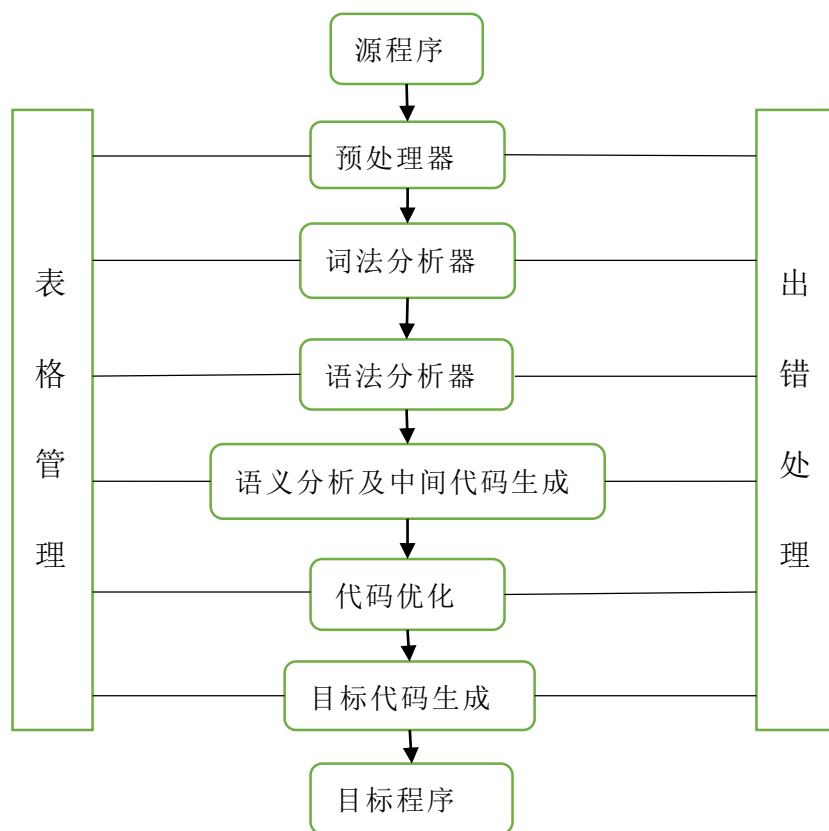 源程序
预处理器
词法分析器
语法分析器
语义分析及中间代码生成
代码优化
目标代码生成
目标程序
表格管理
出错处理